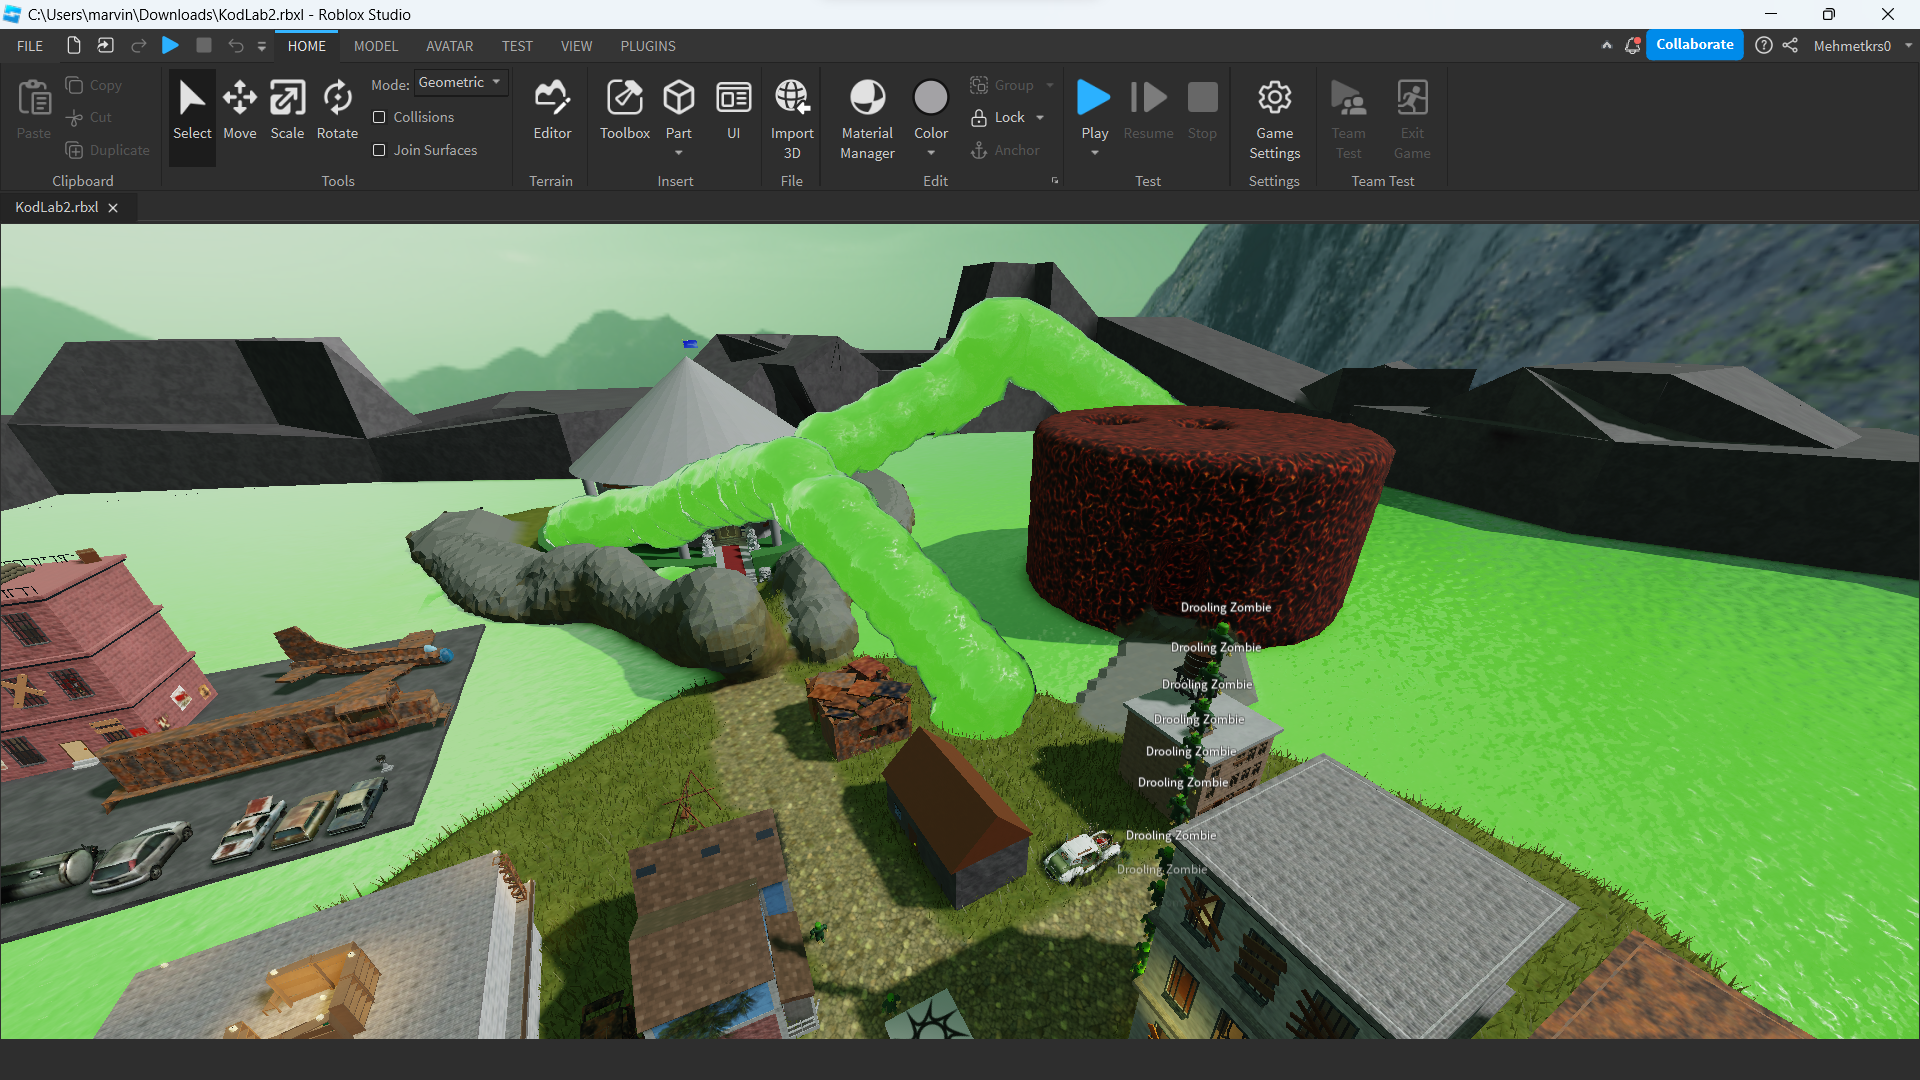 C:\Users\marvin\Downloads\KodLab2.rbxl - Roblox Studio
FILE
HOME
MODEL
AVATAR
TEST
VIEW
PLUGINS
Collaborate
Mehmetkrs0
Paste
Copy
Cut
Duplicate
Clipboard
Select
Move
Scale
Rotate
Mode: Geometric
Collisions
Join Surfaces
Tools
Editor
Terrain
Toolbox
Part
UI
Insert
Import
3D
File
Material
Manager
Color
Group
Lock
Anchor
Edit
Play
Resume
Stop
Test
Game
Settings
Settings
Team
Test
Exit
Game
Team Test
KodLab2.rbxl
Drooling Zombie
Drooling Zombie
Drooling Zombie
Drooling Zombie
Drooling Zombie
Drooling Zombie
Drooling Zombie
Drooling Zombie